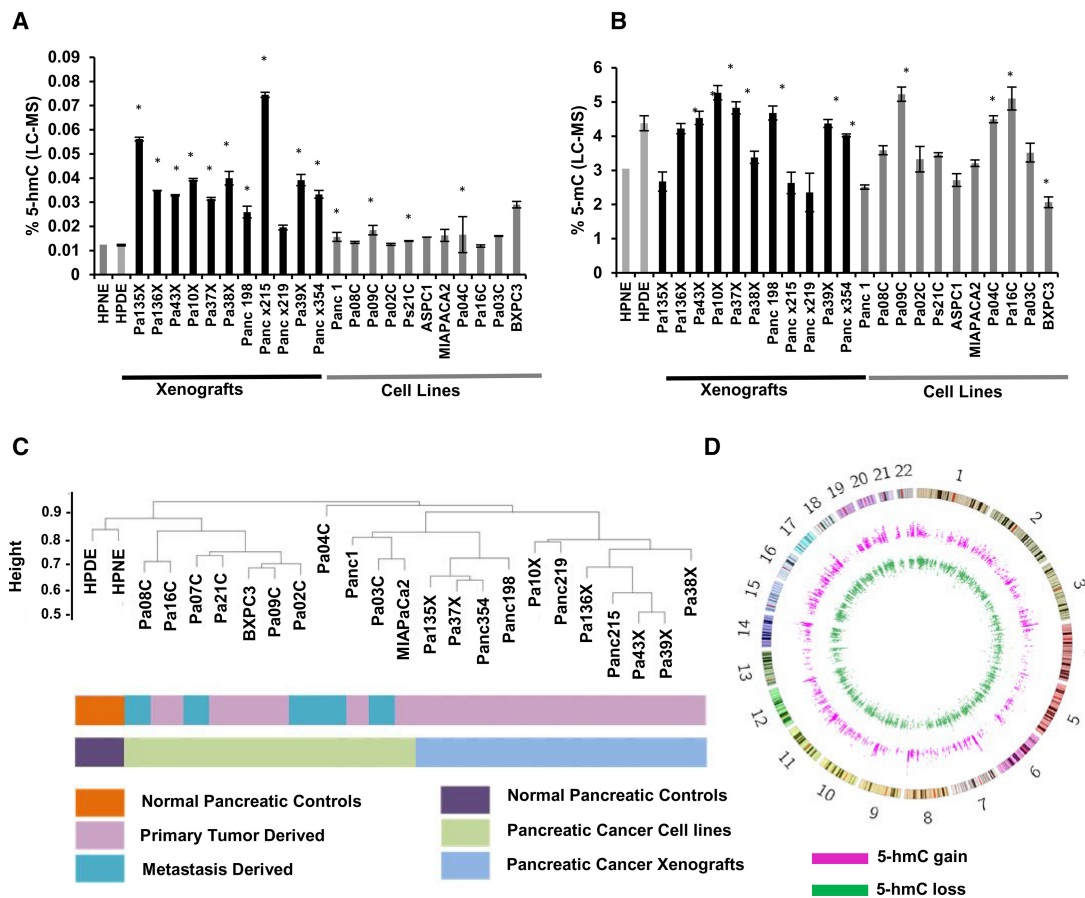 A
% 5-hmC (LC-MS)
0.09
0.08
0.07
0.06
0.05
0.04
0.03
0.02
0.01
0
* * * * * * * * * * * * * *
HPNE
HPDE
Pa135X
Pa136X
Pa43X
Pa10X
Pa37X
Pa38X
Panc 198
Panc x215
Panc x219
Pa39X
Panc x354
Panc 1
Pa08C
Pa09C
Pa02C
Ps21C
ASPC1
MIAPACA2
Pa04C
Pa16C
Pa03C
BXPC3
Xenografts
Cell Lines
B
% 5-mC (LC-MS)
6
5
4
3
2
1
0
* * * * * * * * * * *
HPNE
HPDE
Pa135X
Pa136X
Pa43X
Pa10X
Pa37X
Pa38X
Panc 198
Panc x215
Panc x219
Pa39X
Panc x354
Panc 1
Pa08C
Pa09C
Pa02C
Ps21C
ASPC1
MIAPACA2
Pa04C
Pa16C
Pa03C
BXPC3
Xenografts
Cell Lines
C
Height
0.9
0.8
0.7
0.6
0.5
HPDE
HPNE
Pa08C
Pa16C
Pa07C
Pa21C
BXPC3
Pa09C
Pa02C
Pa04C
Panc1
Pa03C
MIAPaCa2
Pa135X
Pa37X
Panc354
Panc198
Pa10X
Panc219
Pa136X
Panc215
Pa43X
Pa39X
Pa38X
Normal Pancreatic Controls
Primary Tumor Derived
Metastasis Derived
Normal Pancreatic Controls
Pancreatic Cancer Cell lines
Pancreatic Cancer Xenografts
D
1
2
3
5
6
7
8
9
10
11
12
13
14
15
16
17
18
19
20
21
22
5-hmC gain
5-hmC loss